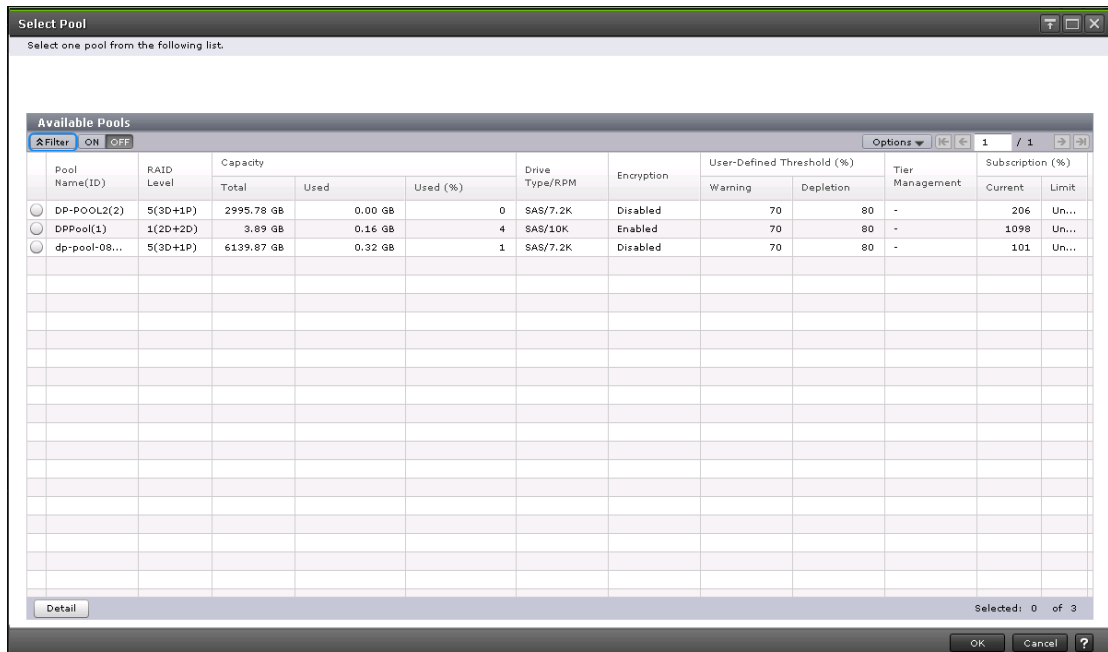 Select Pool
Select one pool from the following list.
Available Pools
Filter ON OFF Options 1 / 1
Pool Name(ID) RAID Level Capacity Drive Type/RPM Encryption User-Defined Threshold (%) Tier Management Subscription (%)
Total Used Used (%) Warning Depletion Current Limit
DP-POOL2(2) 5(3D+1P) 2995.78 GB 0.00 GB 0 SAS/7.2K Disabled 70 80 - 206 Un...
DPPool(1) 1(2D+2D) 3.89 GB 0.16 GB 4 SAS/10K Enabled 70 80 - 1098 Un...
dp-pool-08... 5(3D+1P) 6139.87 GB 0.32 GB 1 SAS/7.2K Disabled 70 80 - 101 Un...
Detail Selected: 0 of 3
OK Cancel ?